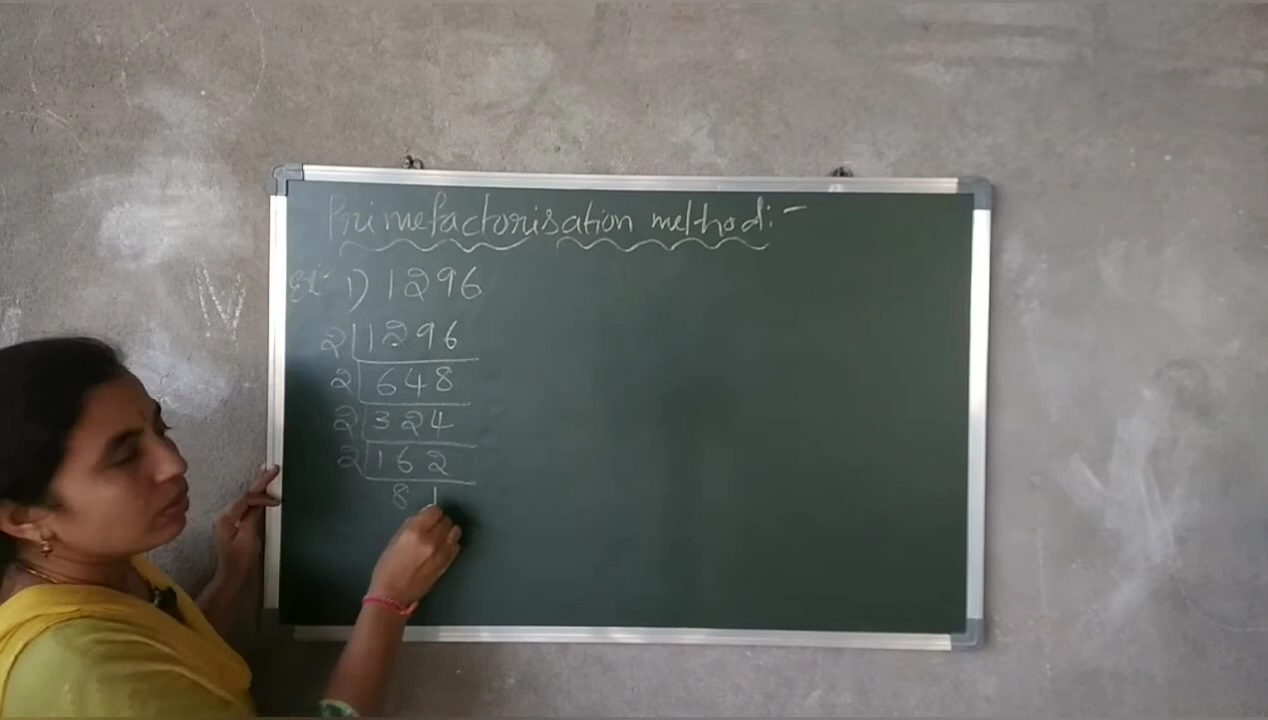 Primefactorisation method:-
Ex:- 1) 1296
2 | 1296
2 | 648
2 | 324
2 | 162
81